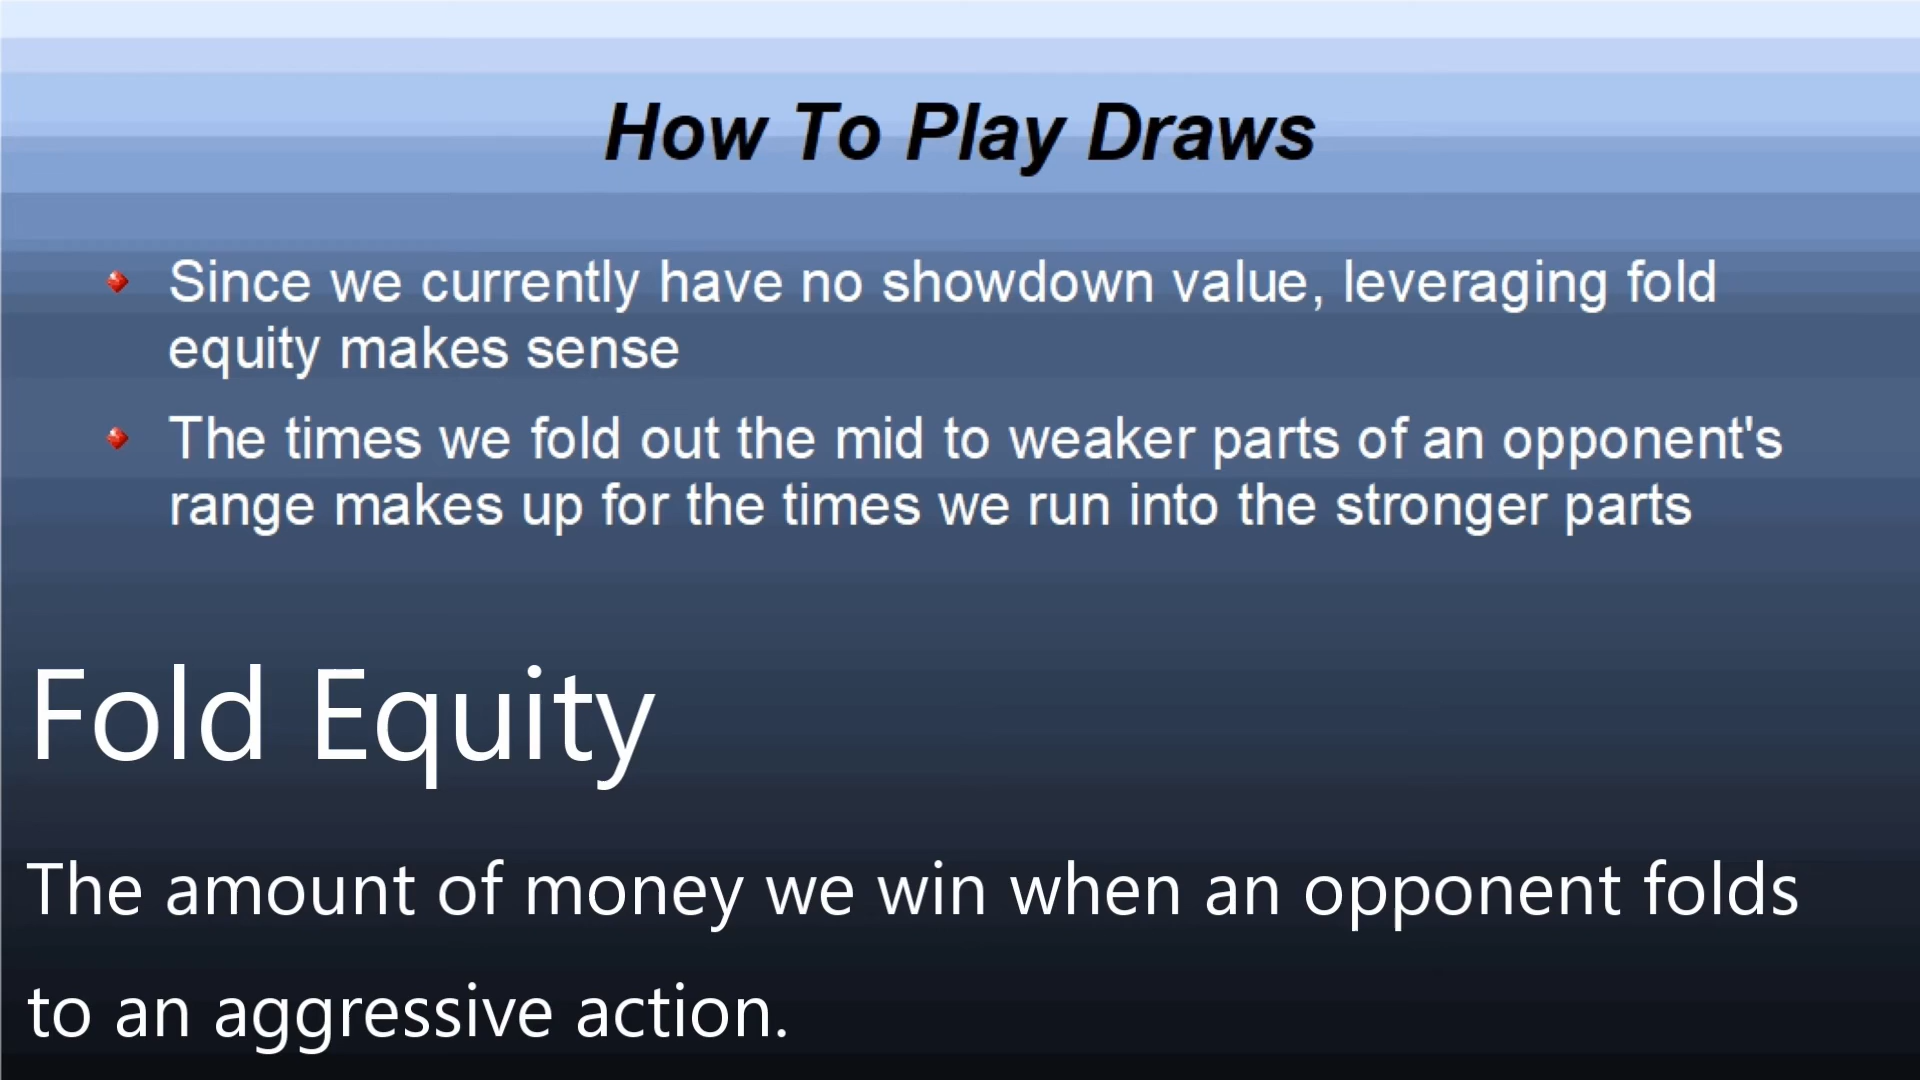 How To Play Draws
Since we currently have no showdown value, leveraging fold
equity makes sense
The times we fold out the mid to weaker parts of an opponent's
range makes up for the times we run into the stronger parts
Fold Equity
The amount of money we win when an opponent folds
to an aggressive action.